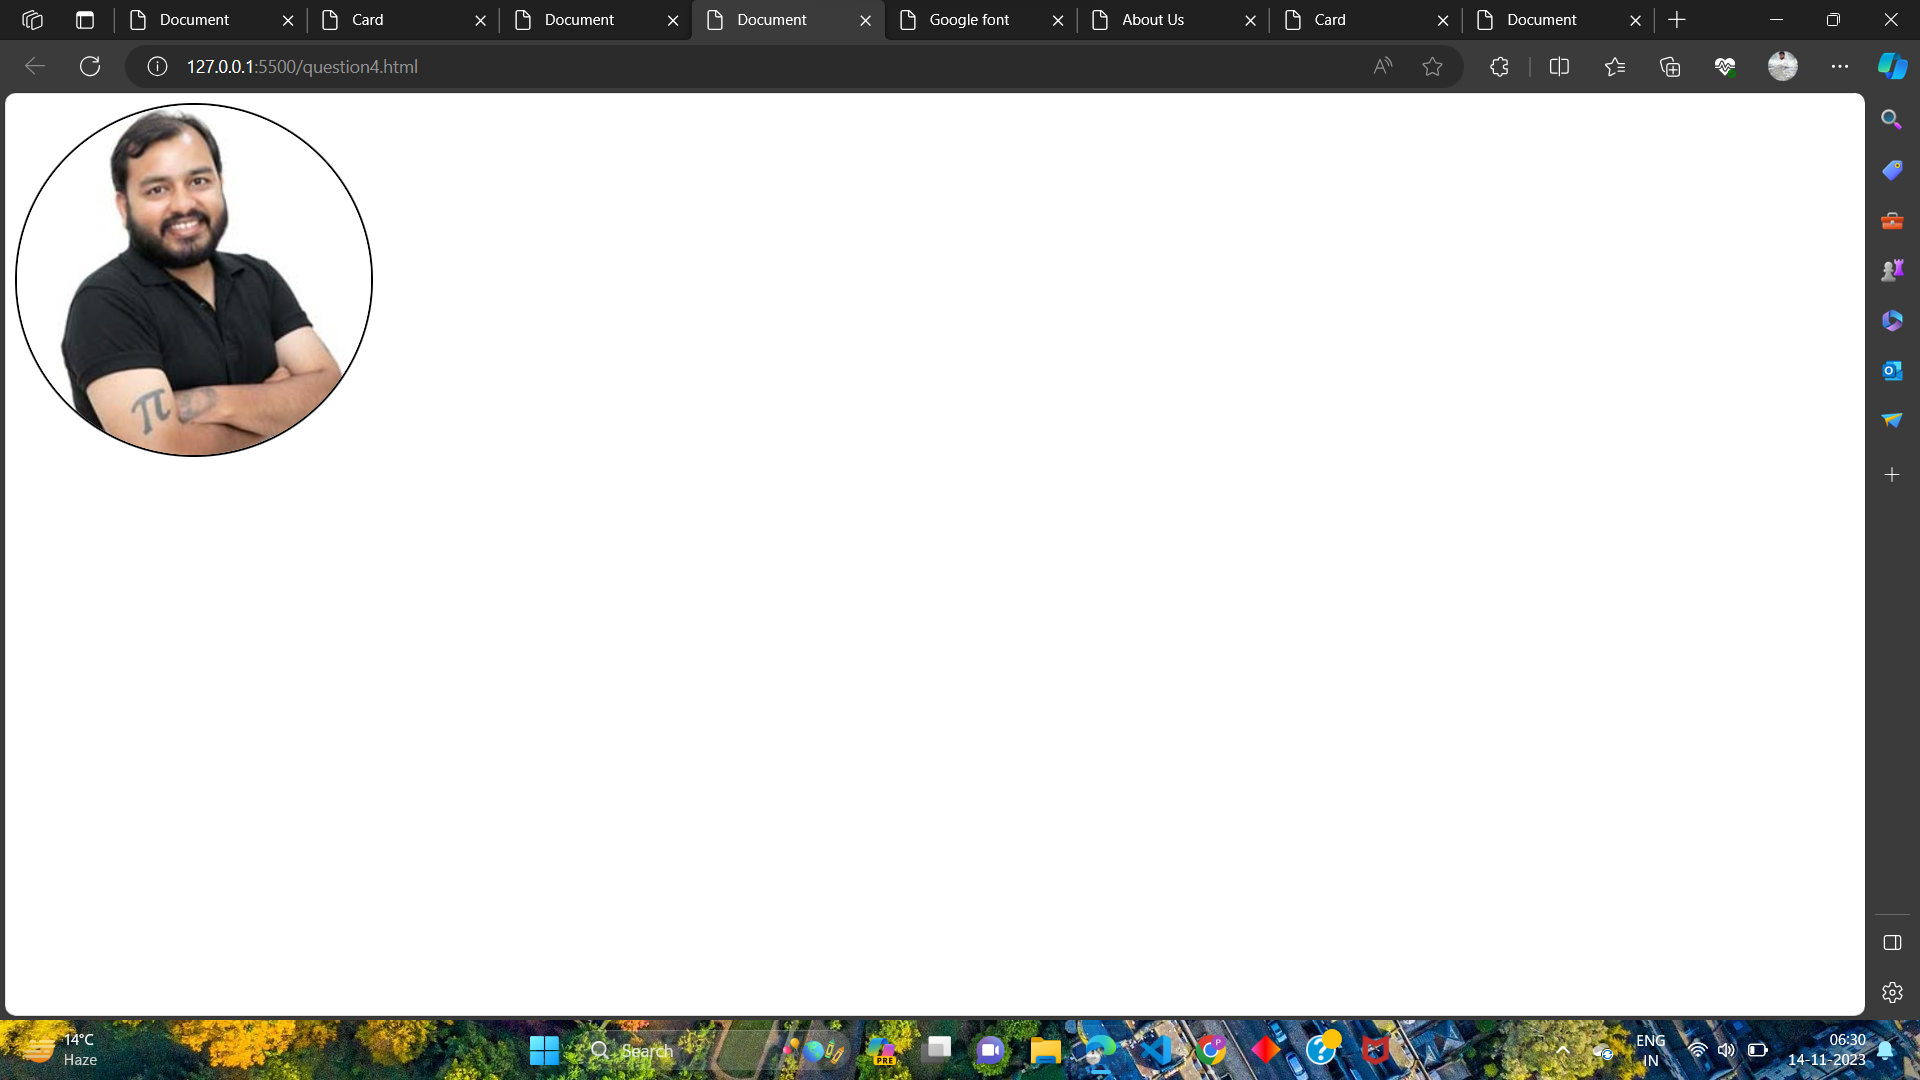 Document
Card
Document
Document
Google font
About Us
Card
Document
127.0.0.1:5500/question4.html
π
14°C
Haze
Search
PRE
ENG
IN
06:30
14-11-2023